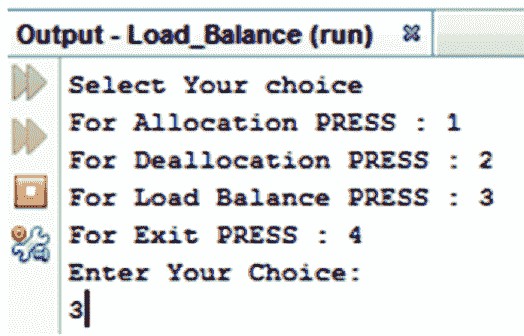 Output - Load_Balance (run)
Select Your choice
For Allocation PRESS : 1
For Deallocation PRESS : 2
For Load Balance PRESS : 3
For Exit PRESS : 4
Enter Your Choice:
3